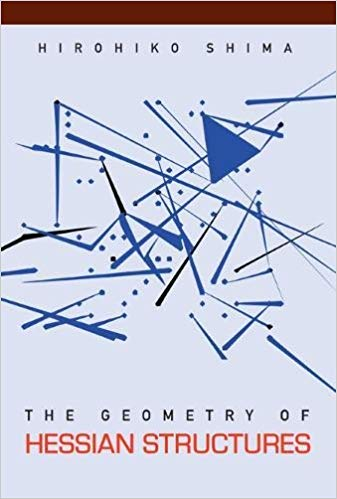 HIROHIKO SHIMA
THE GEOMETRY OF
HESSIAN STRUCTURES